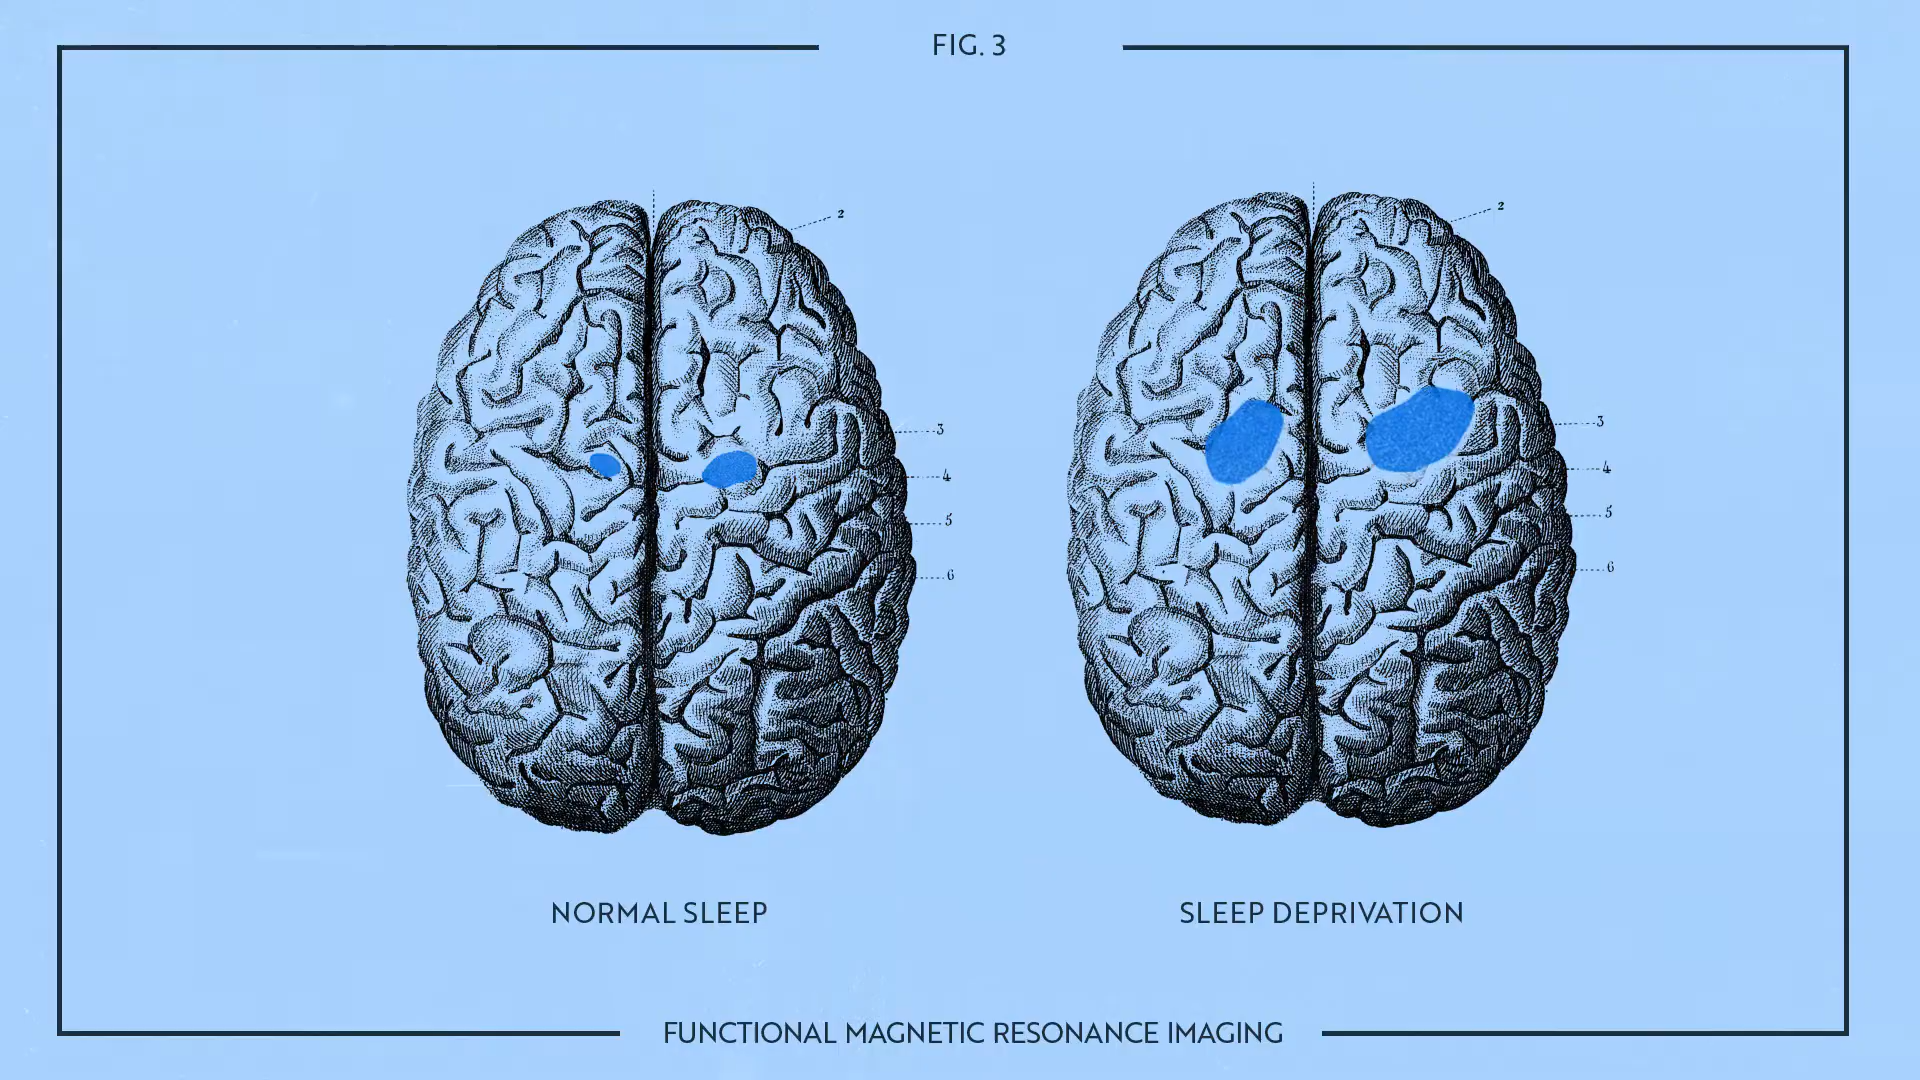 FIG. 3
2
3
4
5
6
2
3
4
5
6
NORMAL SLEEP
SLEEP DEPRIVATION
FUNCTIONAL MAGNETIC RESONANCE IMAGING